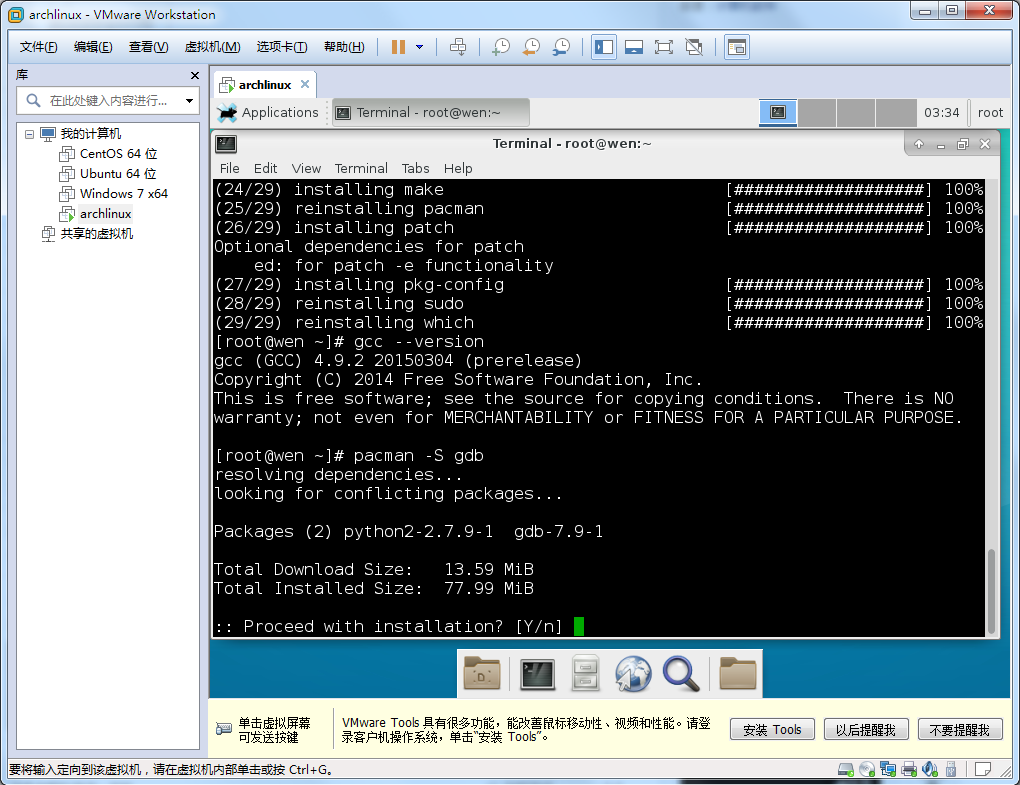 archlinux - VMware Workstation
文件(F) 编辑(E) 查看(V) 虚拟机(M) 选项卡(T) 帮助(H)
库
在此处键入内容进行...
我的计算机
CentOS 64 位
Ubuntu 64 位
Windows 7 x64
archlinux
共享的虚拟机
archlinux
Applications Terminal - root@wen:~ 03:34 root
Terminal - root@wen:~
File Edit View Terminal Tabs Help
(24/29) installing make [###################] 100%
(25/29) reinstalling pacman [###################] 100%
(26/29) installing patch [###################] 100%
Optional dependencies for patch
ed: for patch -e functionality
(27/29) installing pkg-config [###################] 100%
(28/29) reinstalling sudo [###################] 100%
(29/29) reinstalling which [###################] 100%
[root@wen ~]# gcc --version
gcc (GCC) 4.9.2 20150304 (prerelease)
Copyright (C) 2014 Free Software Foundation, Inc.
This is free software; see the source for copying conditions.  There is NO
warranty; not even for MERCHANTABILITY or FITNESS FOR A PARTICULAR PURPOSE.
[root@wen ~]# pacman -S gdb
resolving dependencies...
looking for conflicting packages...
Packages (2) python2-2.7.9-1  gdb-7.9-1
Total Download Size:   13.59 MiB
Total Installed Size:  77.99 MiB
:: Proceed with installation? [Y/n]
单击虚拟屏幕
可发送按键
VMware Tools 具有很多功能，能改善鼠标移动性、视频和性能。请登
录客户机操作系统，单击“安装 Tools”。
安装 Tools 以后提醒我 不要提醒我
要将输入定向到该虚拟机，请在虚拟机内部单击或按 Ctrl+G。